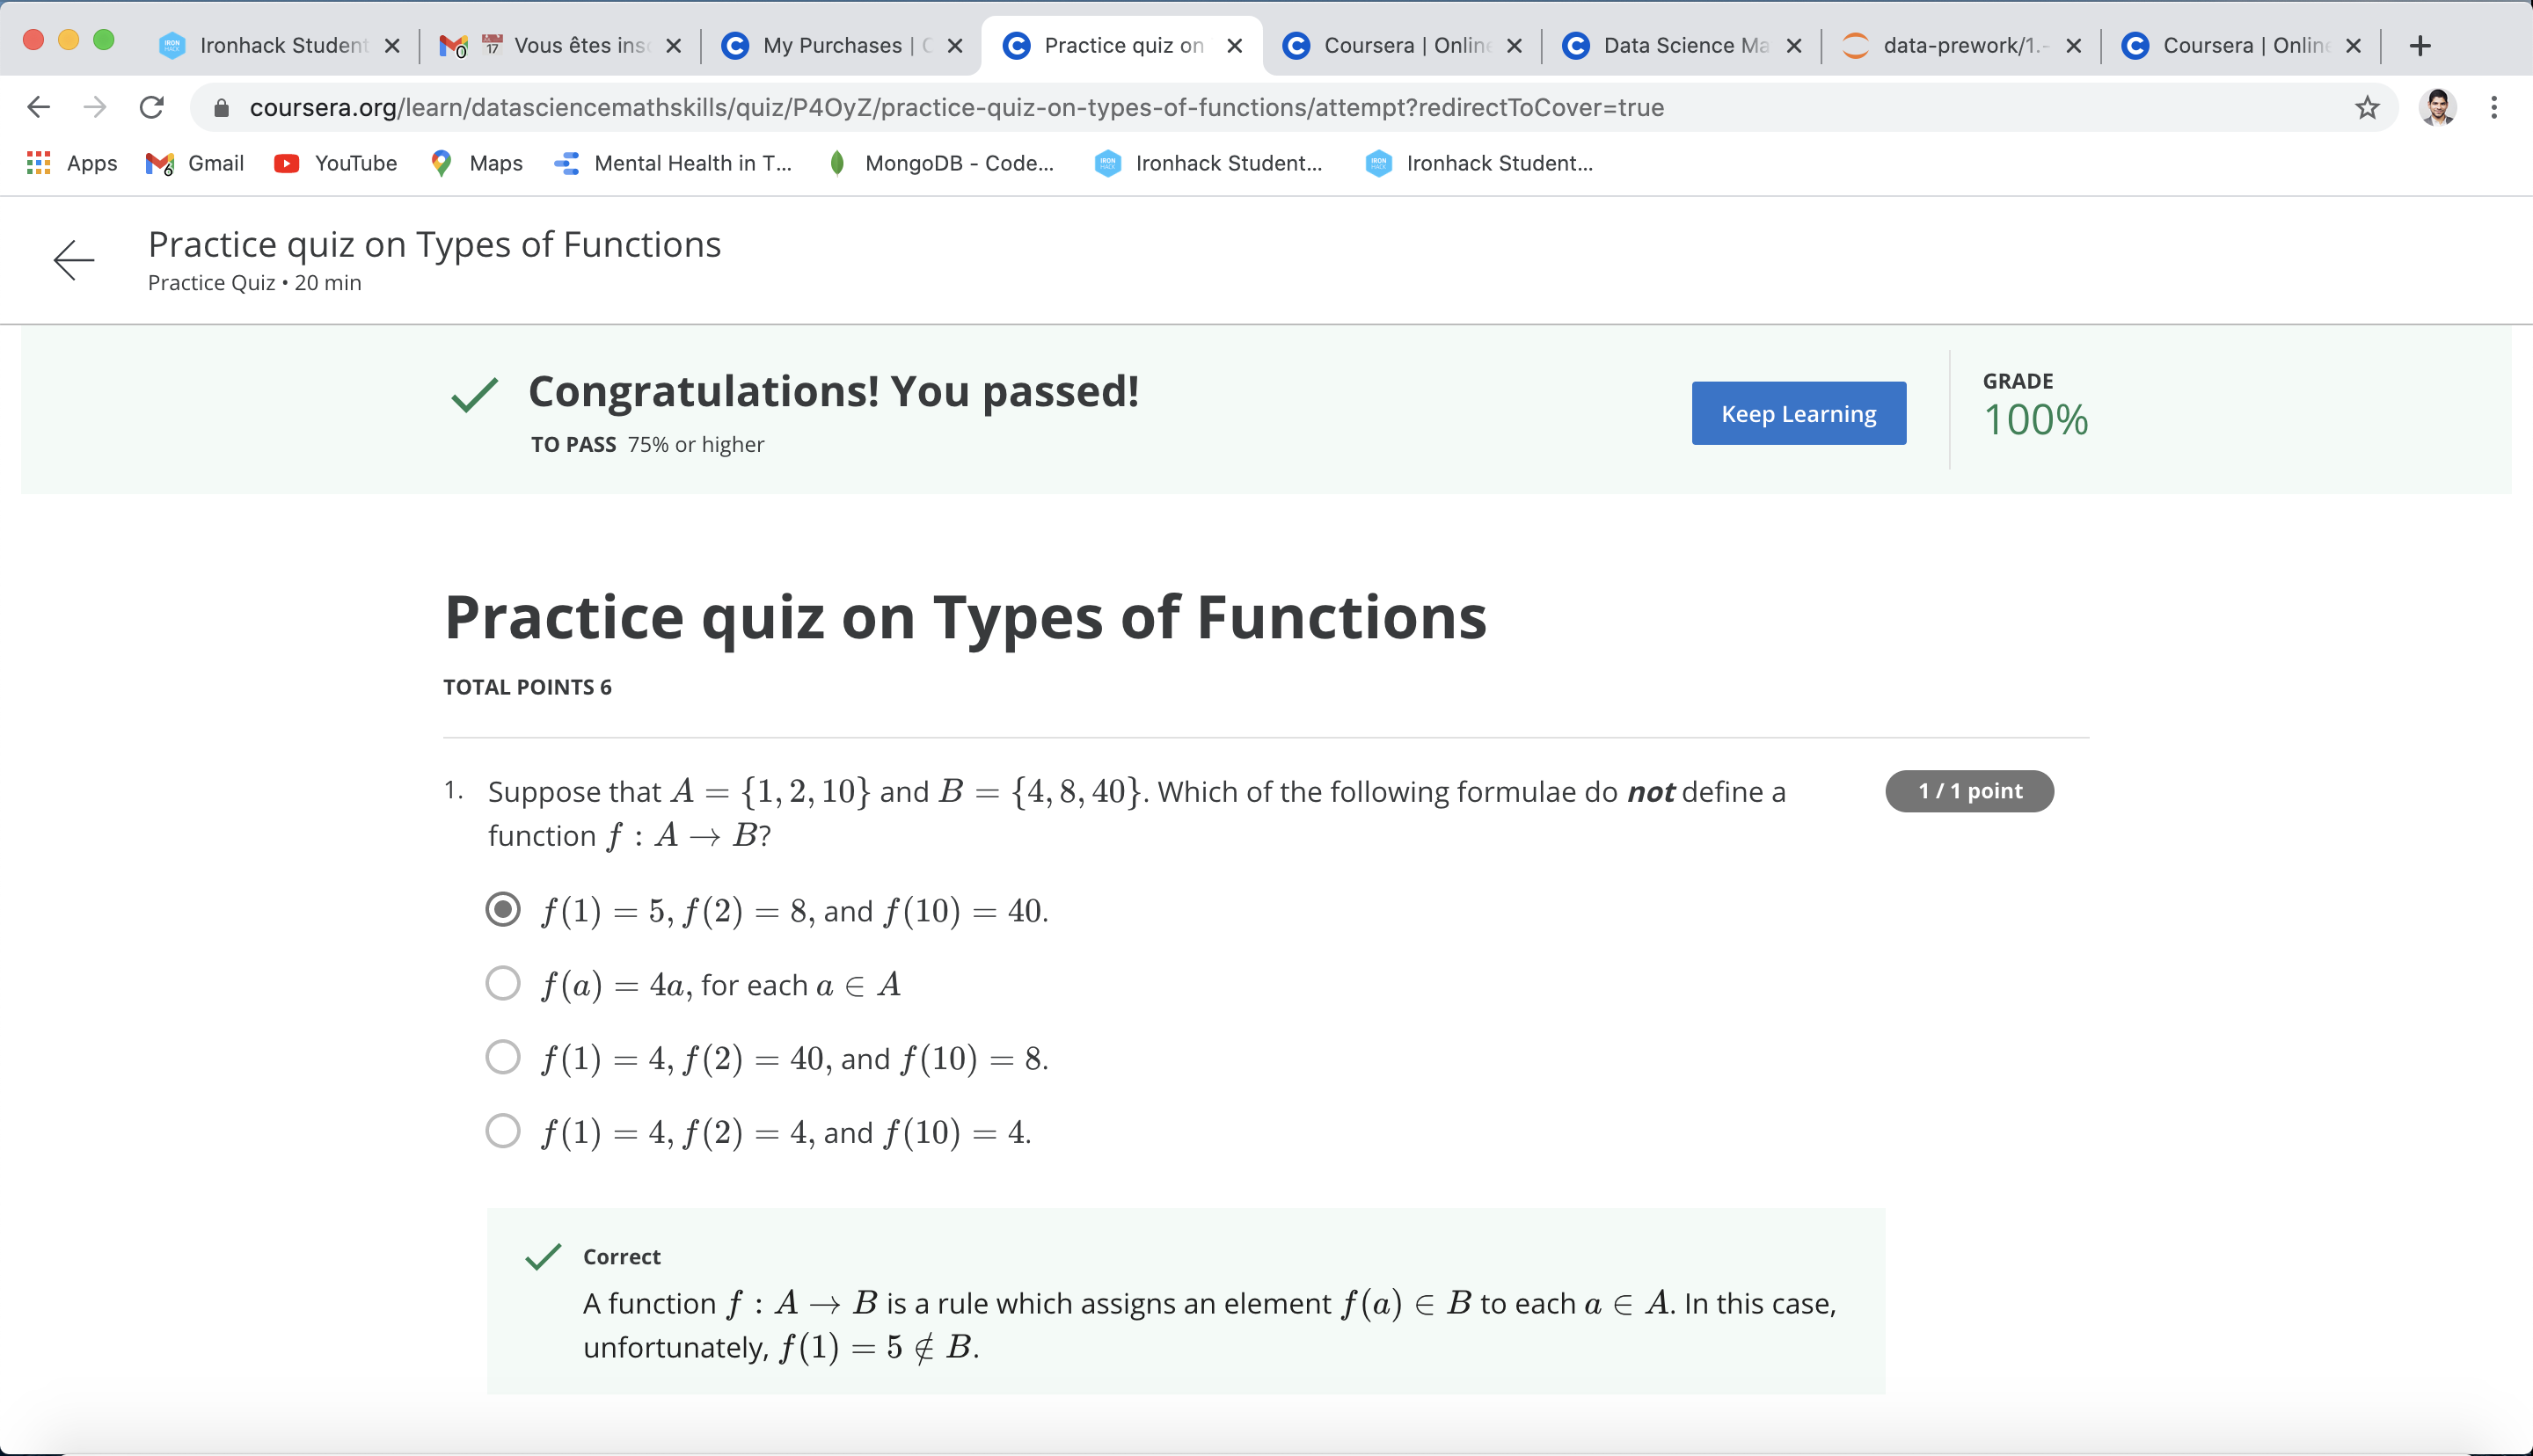 Ironhack Student
Vous êtes ins
My Purchases | C
Practice quiz on
Coursera | Online
Data Science Ma
data-prework/1.-
Coursera | Online
coursera.org/learn/datasciencemathskills/quiz/P4OyZ/practice-quiz-on-types-of-functions/attempt?redirectToCover=true
Apps
Gmail
YouTube
Maps
Mental Health in T...
MongoDB - Code...
Ironhack Student...
Ironhack Student...
Practice quiz on Types of Functions
Practice Quiz • 20 min
Congratulations! You passed!
TO PASS 75% or higher
Keep Learning
GRADE
100%
Practice quiz on Types of Functions
TOTAL POINTS 6
1. Suppose that A = {1, 2, 10} and B = {4, 8, 40}. Which of the following formulae do not define a
function f : A → B?
1 / 1 point
f(1) = 5, f(2) = 8, and f(10) = 40.
f(a) = 4a, for each a ∈ A
f(1) = 4, f(2) = 40, and f(10) = 8.
f(1) = 4, f(2) = 4, and f(10) = 4.
Correct
A function f : A → B is a rule which assigns an element f(a) ∈ B to each a ∈ A. In this case,
unfortunately, f(1) = 5 ∉ B.